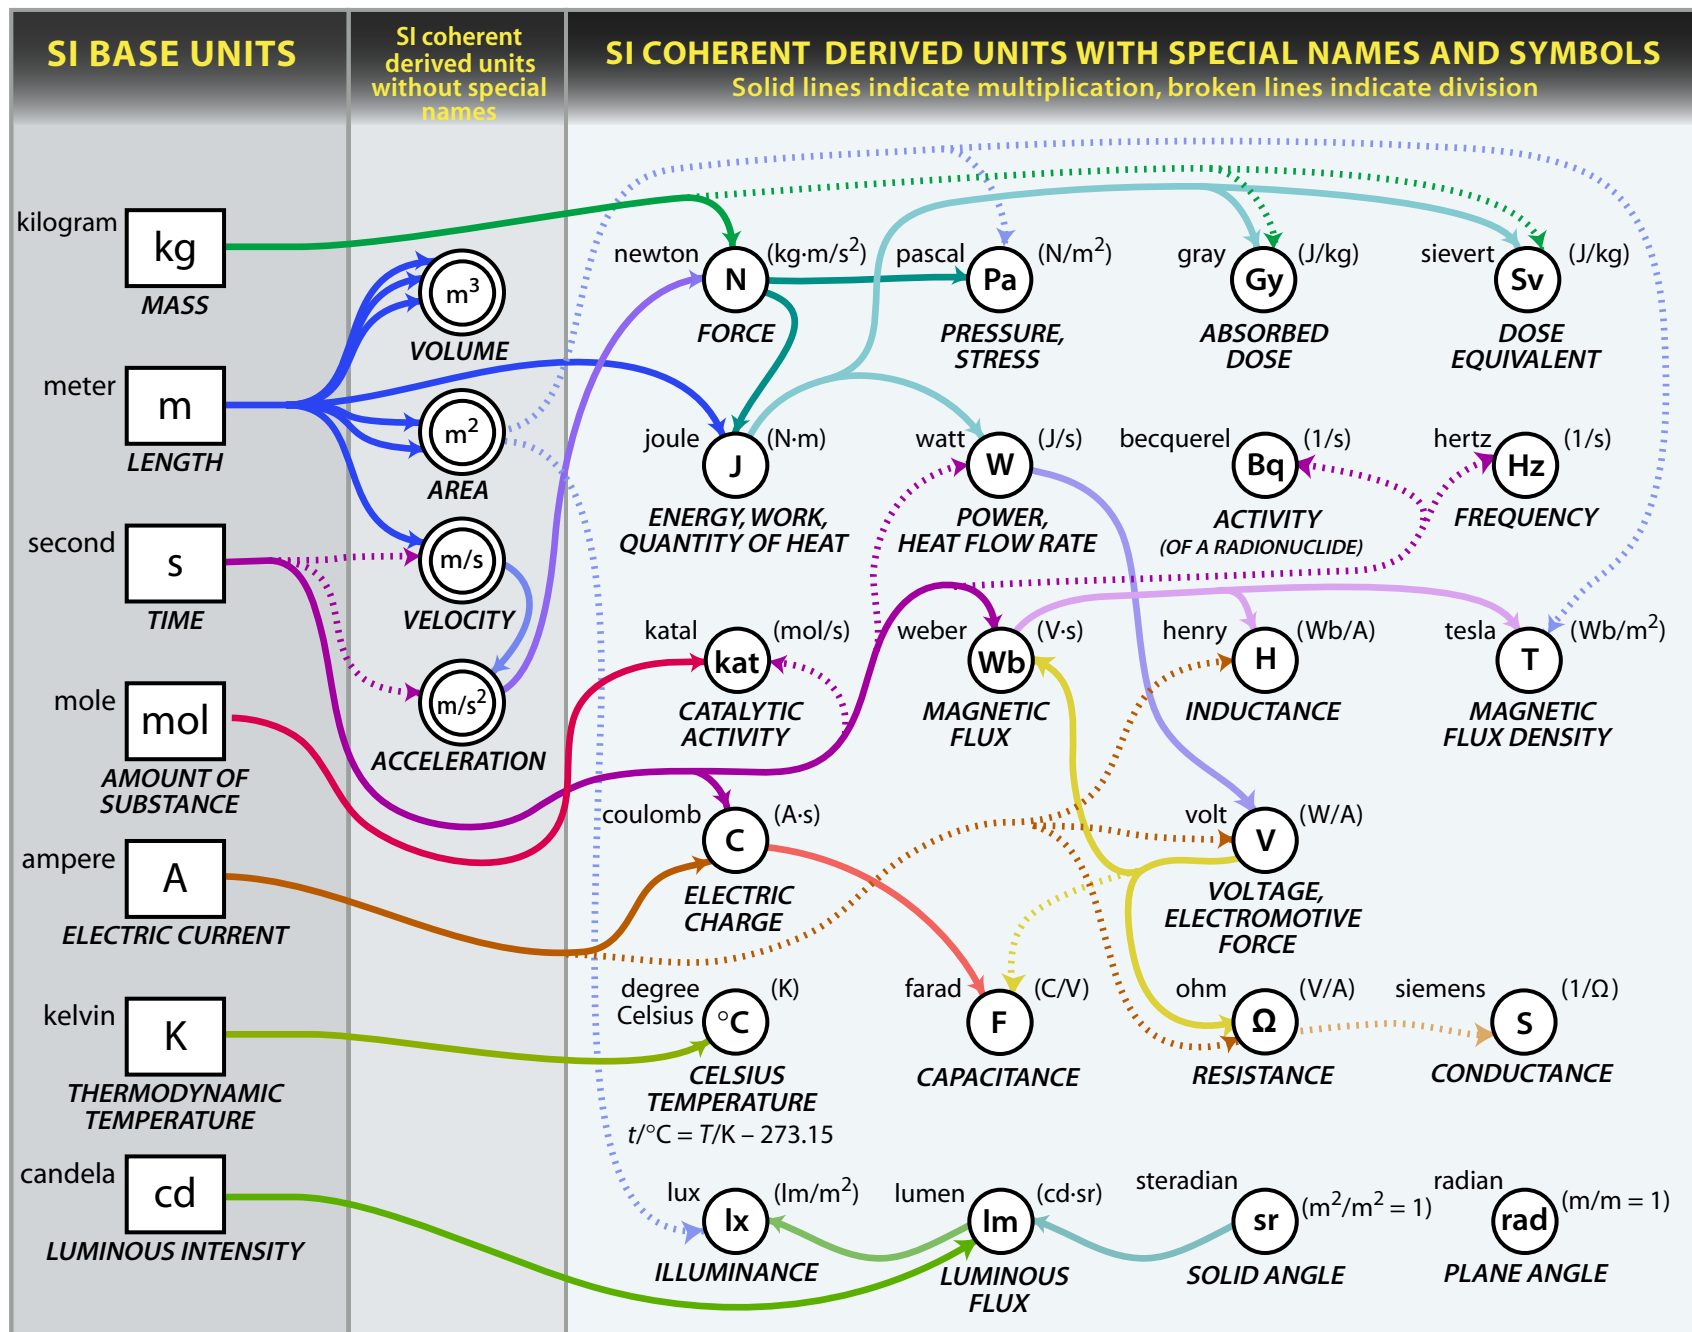 SI BASE UNITS
SI coherent
derived units
without special
names
SI COHERENT DERIVED UNITS WITH SPECIAL NAMES AND SYMBOLS
Solid lines indicate multiplication, broken lines indicate division
kilogram
kg
MASS
meter
m
LENGTH
second
s
TIME
mole
mol
AMOUNT OF
SUBSTANCE
ampere
A
ELECTRIC CURRENT
kelvin
K
THERMODYNAMIC
TEMPERATURE
candela
cd
LUMINOUS INTENSITY
m³
VOLUME
m²
AREA
m/s
VELOCITY
m/s²
ACCELERATION
newton
N
(kg·m/s²)
FORCE
pascal
Pa
(N/m²)
PRESSURE,
STRESS
gray
Gy
(J/kg)
ABSORBED
DOSE
sievert
Sv
(J/kg)
DOSE
EQUIVALENT
joule
J
(N·m)
ENERGY, WORK,
QUANTITY OF HEAT
watt
W
(J/s)
POWER,
HEAT FLOW RATE
becquerel
Bq
(1/s)
ACTIVITY
(OF A RADIONUCLIDE)
hertz
Hz
(1/s)
FREQUENCY
katal
kat
(mol/s)
CATALYTIC
ACTIVITY
weber
Wb
(V·s)
MAGNETIC
FLUX
henry
H
(Wb/A)
INDUCTANCE
tesla
T
(Wb/m²)
MAGNETIC
FLUX DENSITY
coulomb
C
(A·s)
ELECTRIC
CHARGE
volt
V
(W/A)
VOLTAGE,
ELECTROMOTIVE
FORCE
degree
Celsius
°C
(K)
CELSIUS
TEMPERATURE
t/°C = T/K – 273.15
farad
F
(C/V)
CAPACITANCE
ohm
Ω
(V/A)
RESISTANCE
siemens
S
(1/Ω)
CONDUCTANCE
lux
lx
(lm/m²)
ILLUMINANCE
lumen
lm
(cd·sr)
LUMINOUS
FLUX
steradian
sr
(m²/m² = 1)
SOLID ANGLE
radian
rad
(m/m = 1)
PLANE ANGLE